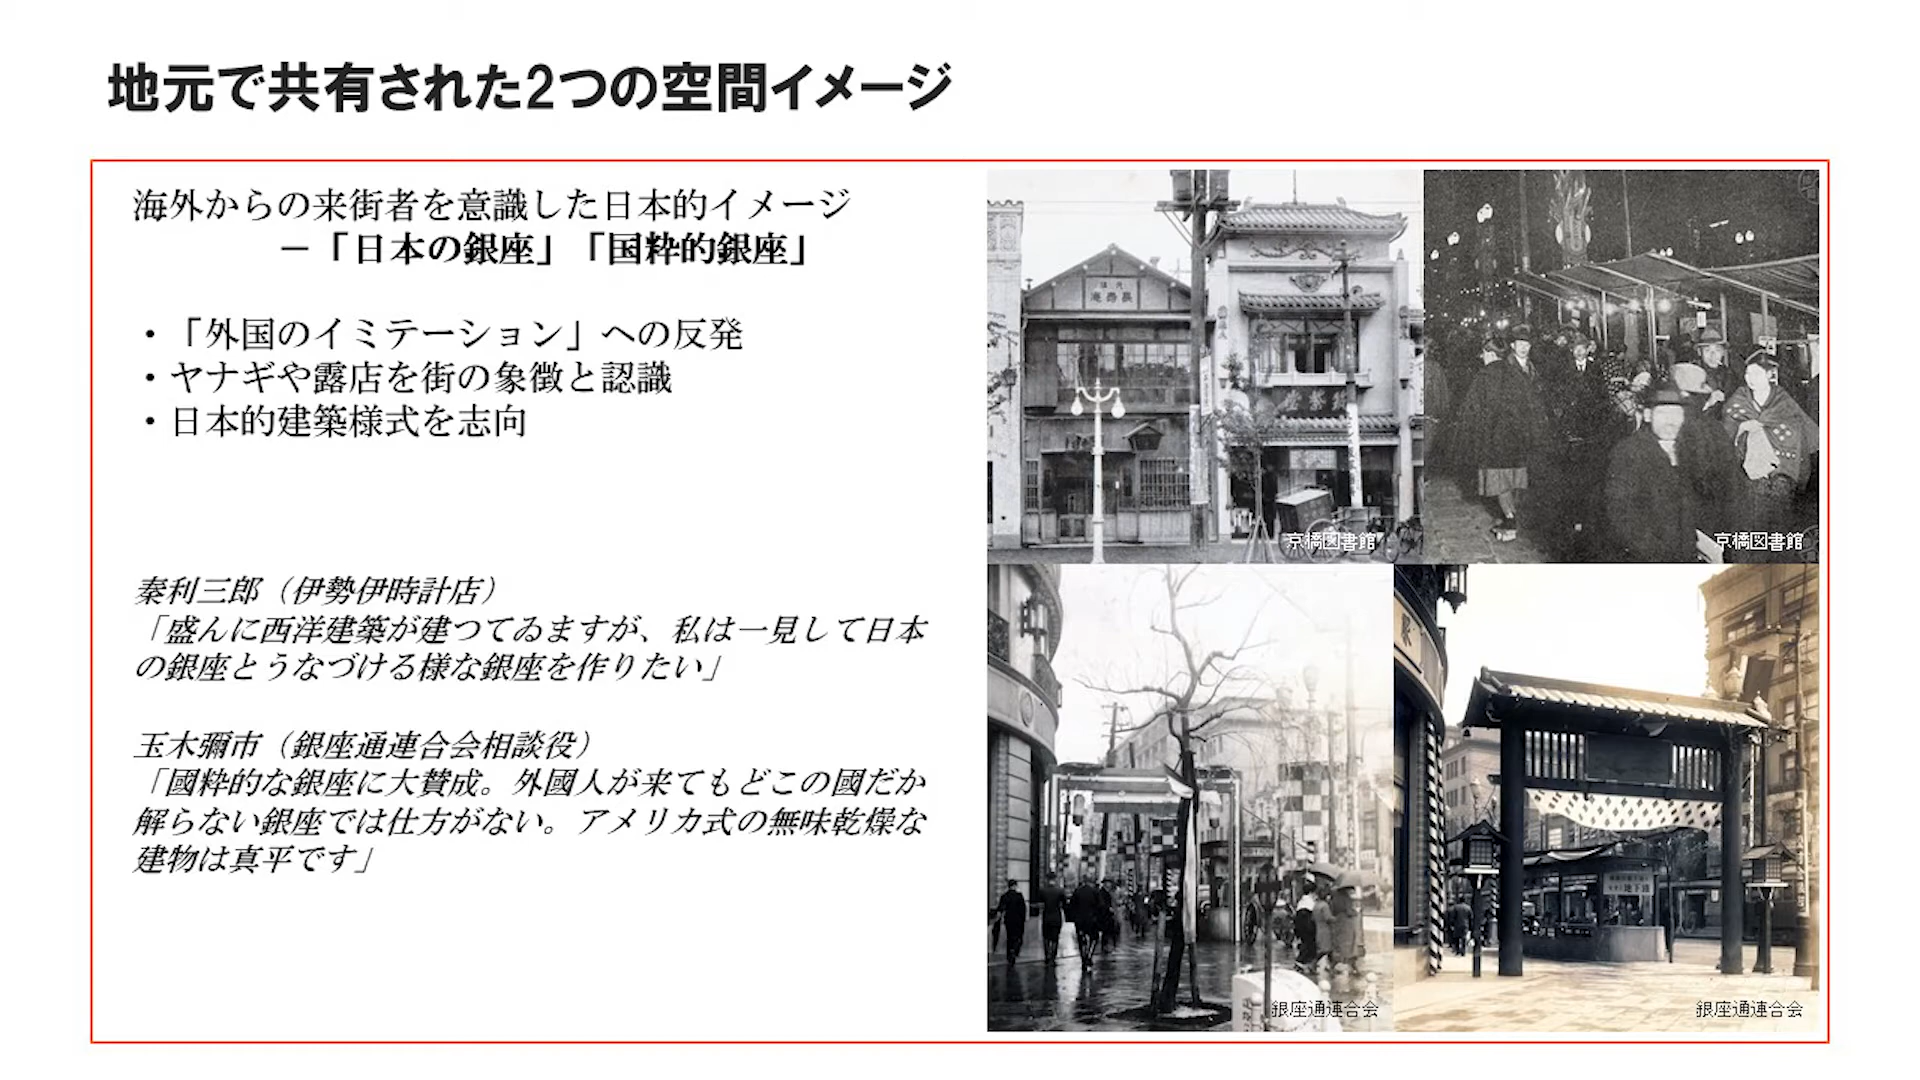 地元で共有された2つの空間イメージ
海外からの来街者を意識した日本的イメージ
－「日本の銀座」「国粋的銀座」
・「外国のイミテーション」への反発
・ヤナギや露店を街の象徴と認識
・日本的建築様式を志向
秦利三郎（伊勢伊時計店）
「盛んに西洋建築が建つてゐますが、私は一見して日本
の銀座とうなづける様な銀座を作りたい」
玉木彌市（銀座通連合会相談役）
「國粋的な銀座に大賛成。外國人が来てもどこの國だか
解らない銀座では仕方がない。アメリカ式の無味乾燥な
建物は真平です」
京橋図書館
京橋図書館
銀座通連合会
地下鉄
銀座通連合会